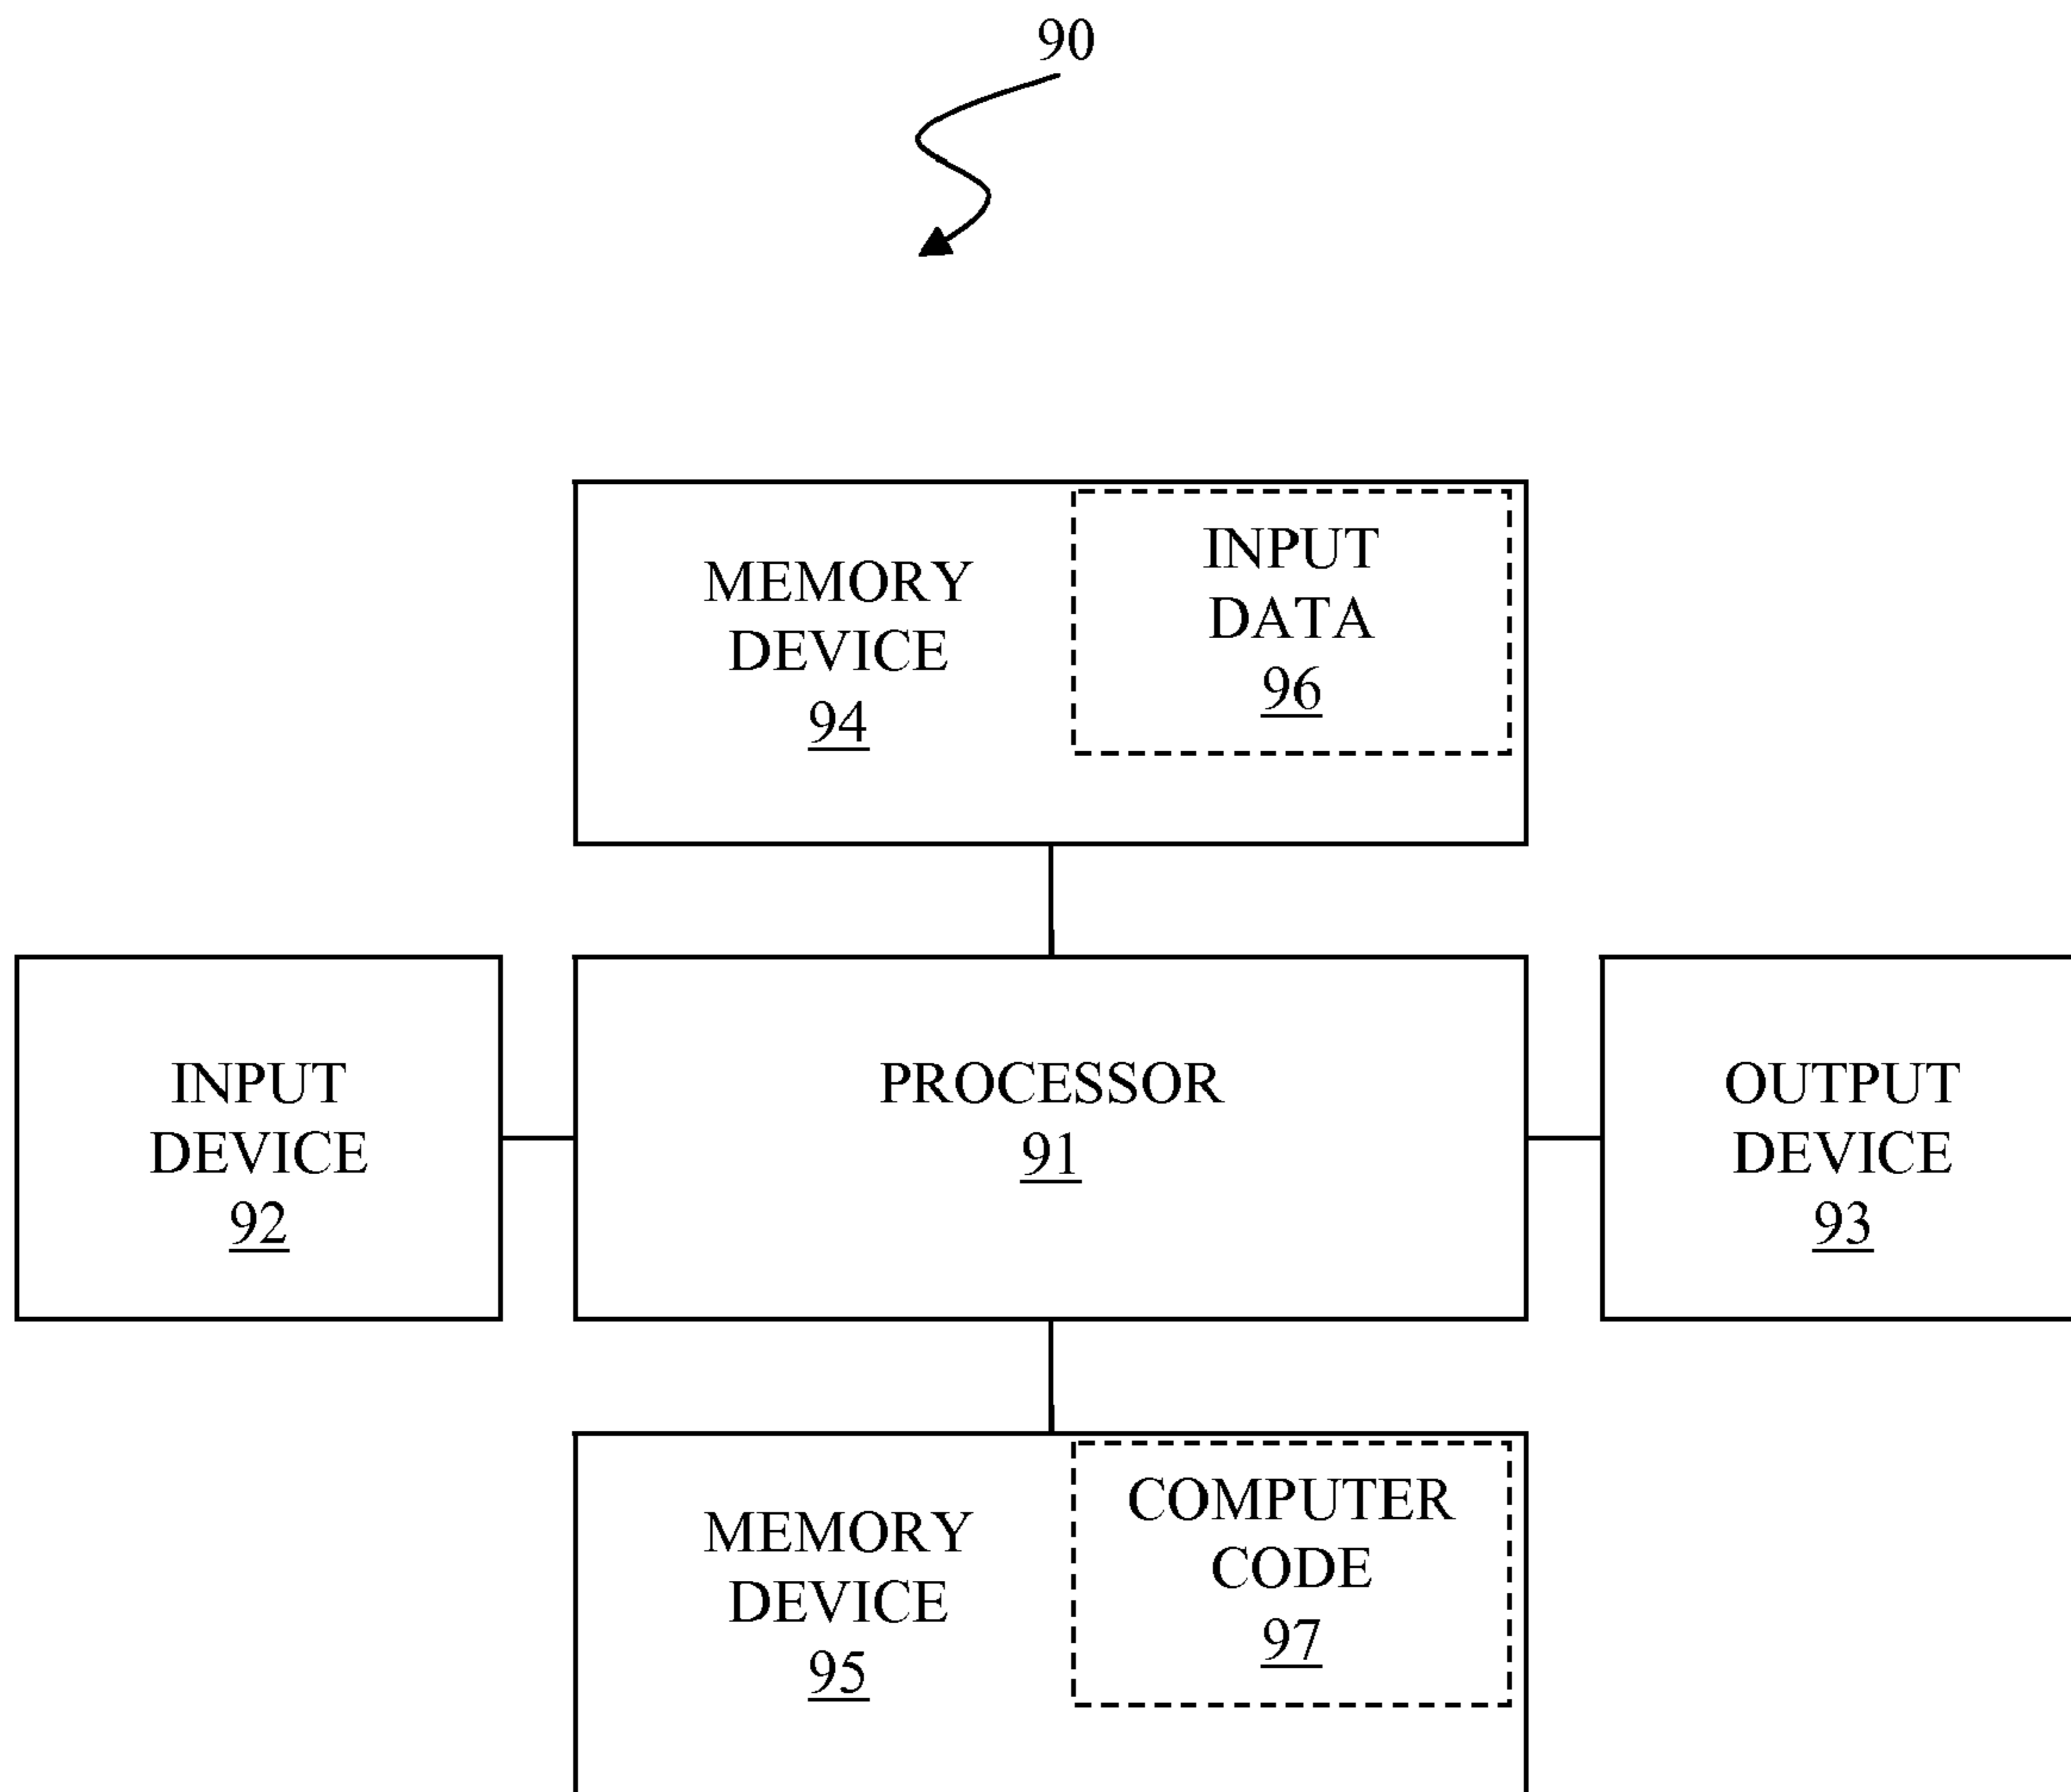 90
MEMORY
DEVICE
94
INPUT
DATA
96
INPUT
DEVICE
92
PROCESSOR
91
OUTPUT
DEVICE
93
MEMORY
DEVICE
95
COMPUTER
CODE
97